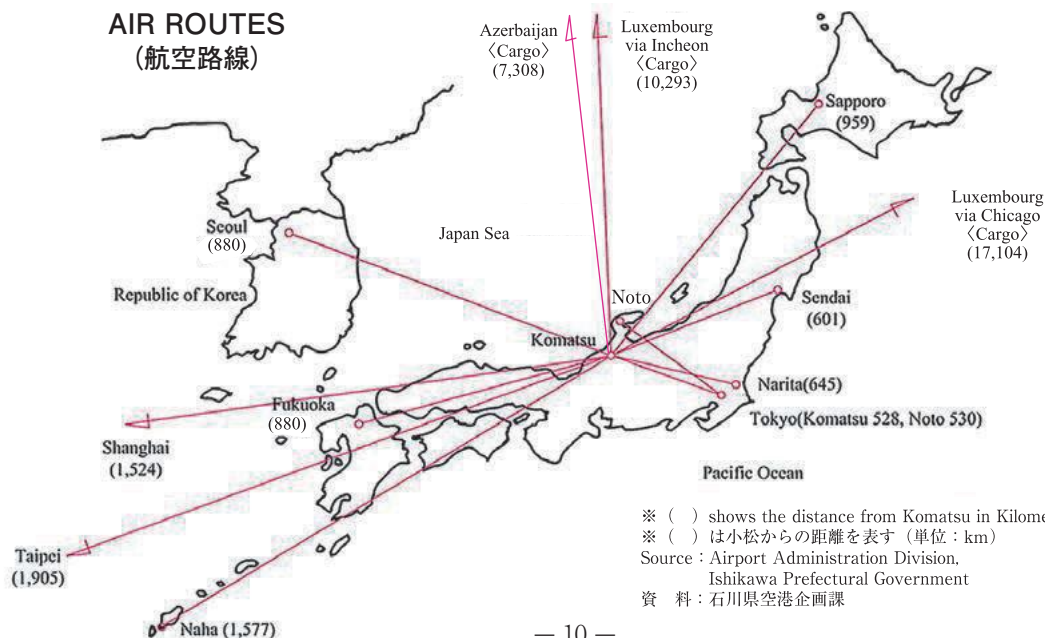 AIR ROUTES
(航空路線)
Azerbaijan
〈Cargo〉
(7,308)
Luxembourg
via Incheon
〈Cargo〉
(10,293)
Sapporo
(959)
Luxembourg
via Chicago
〈Cargo〉
(17,104)
Seoul
(880)
Japan Sea
Republic of Korea
Noto
Sendai
(601)
Komatsu
Narita(645)
Fukuoka
(880)
Tokyo(Komatsu 528, Noto 530)
Shanghai
(1,524)
Pacific Ocean
Taipei
(1,905)
Naha (1,577)
※ (　) shows the distance from Komatsu in Kilome
※ (　) は小松からの距離を表す (単位：km)
Source : Airport Administration Division,
Ishikawa Prefectural Government
資　料：石川県空港企画課
— 10 —